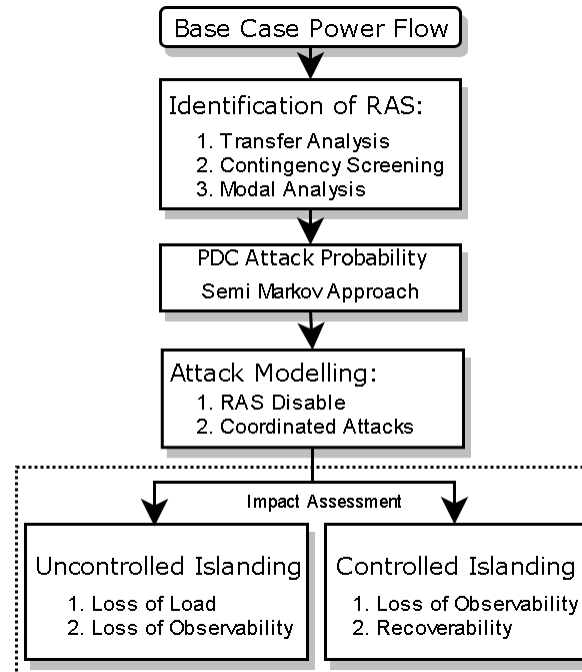 Base Case Power Flow
Identification of RAS:
1. Transfer Analysis
2. Contingency Screening
3. Modal Analysis
PDC Attack Probability
Semi Markov Approach
Attack Modelling:
1. RAS Disable
2. Coordinated Attacks
Impact Assessment
Uncontrolled Islanding
1. Loss of Load
2. Loss of Observability
Controlled Islanding
1. Loss of Observability
2. Recoverability